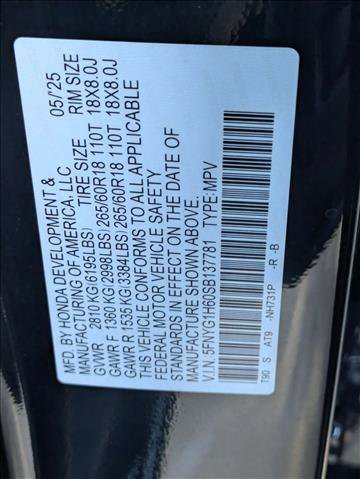 MFD. BY HONDA DEVELOPMENT & 05/'25
MANUFACTURING OF AMERICA, LLC
TIRE SIZE RIM SIZE
GVWR 2810 KG(6195LBS)
GAWR F 1360 KG(2998LBS)265/60R18 110T 18X8.0J
GAWR R 1535 KG(3384LBS)265/60R18 110T 18X8.0J
THIS VEHICLE CONFORMS TO ALL APPLICABLE
FEDERAL MOTOR VEHICLE SAFETY
STANDARDS IN EFFECT ON THE DATE OF
MANUFACTURE SHOWN ABOVE.
V.I.N:5FNYG1H60SB137781 TYPE:MPV
T90 S AT9 -NH731P -R -B